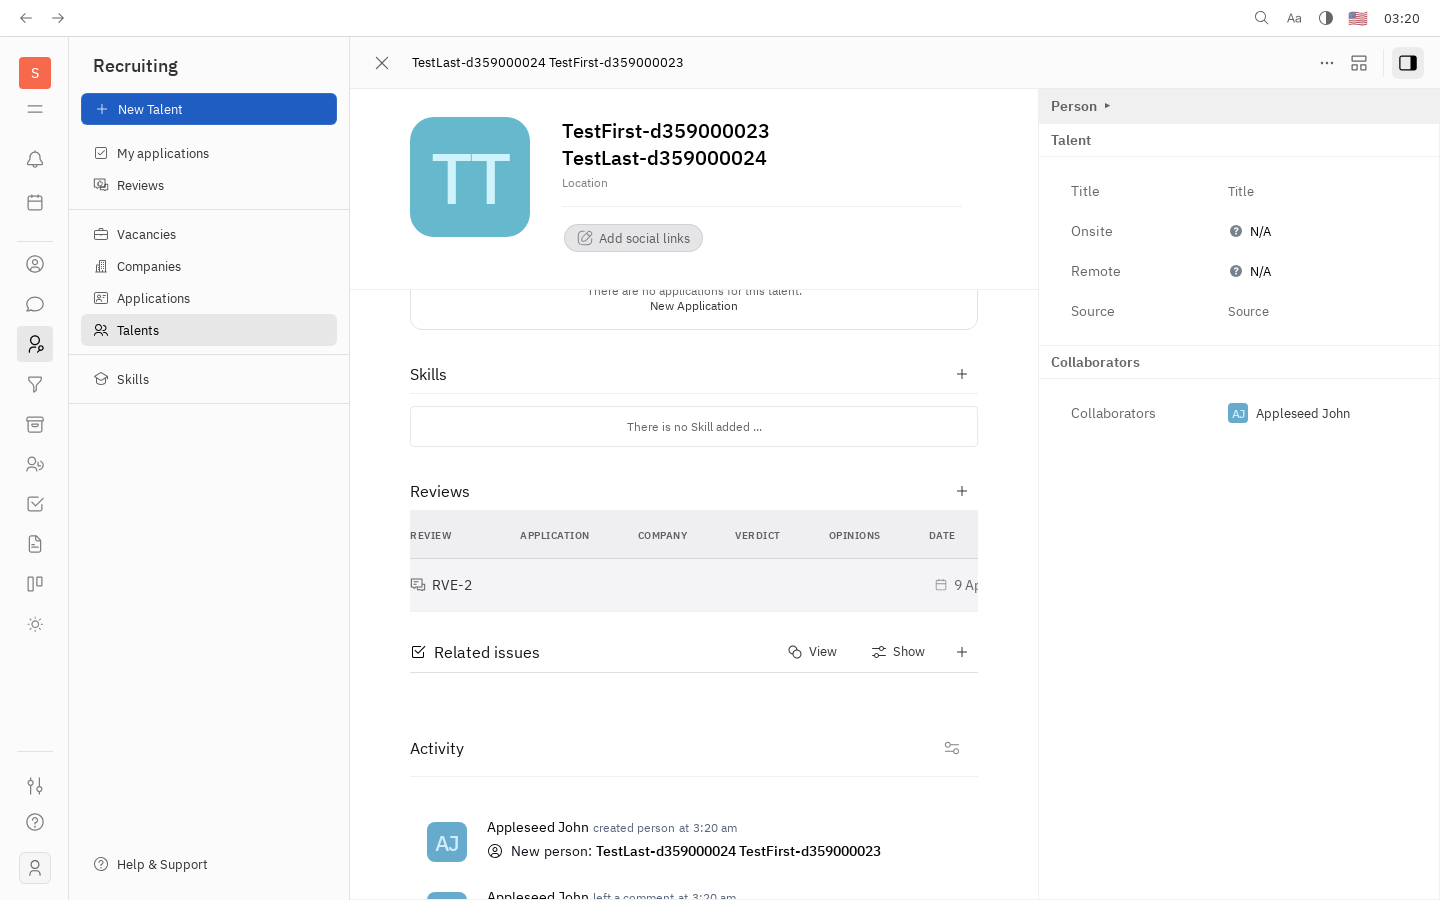 Aa
03:20
S
Recruiting
New Talent
My applications
Reviews
Vacancies
Companies
Applications
Talents
Skills
Help & Support
TestLast-d359000024 TestFirst-d359000023
TT
TestFirst-d359000023
TestLast-d359000024
Location
Add social links
There are no applications for this talent.
New Application
Skills
There is no Skill added ...
Reviews
REVIEW APPLICATION COMPANY VERDICT OPINIONS DATE
RVE-2 9 Ap
Related issues View Show
Activity
AJ
Appleseed John created person at 3:20 am
New person: TestLast-d359000024 TestFirst-d359000023
Appleseed John left a comment at 3:20 am
Person
Talent
Title Title
Onsite ? N/A
Remote ? N/A
Source Source
Collaborators
Collaborators AJ Appleseed John